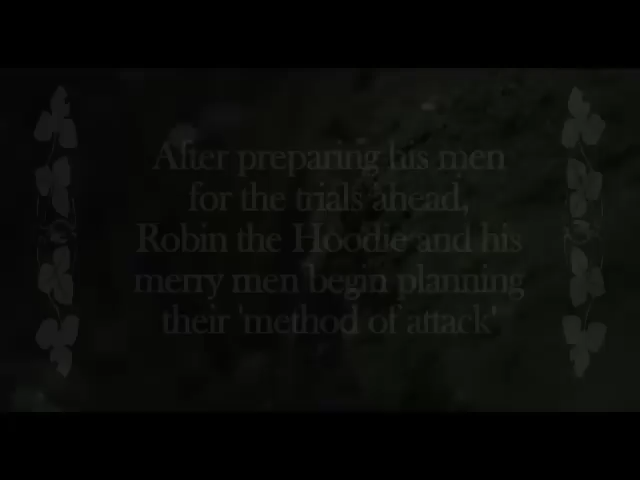 After preparing his men
for the trials ahead,
Robin the Hoodie and his
merry men begin planning
their 'method of attack'